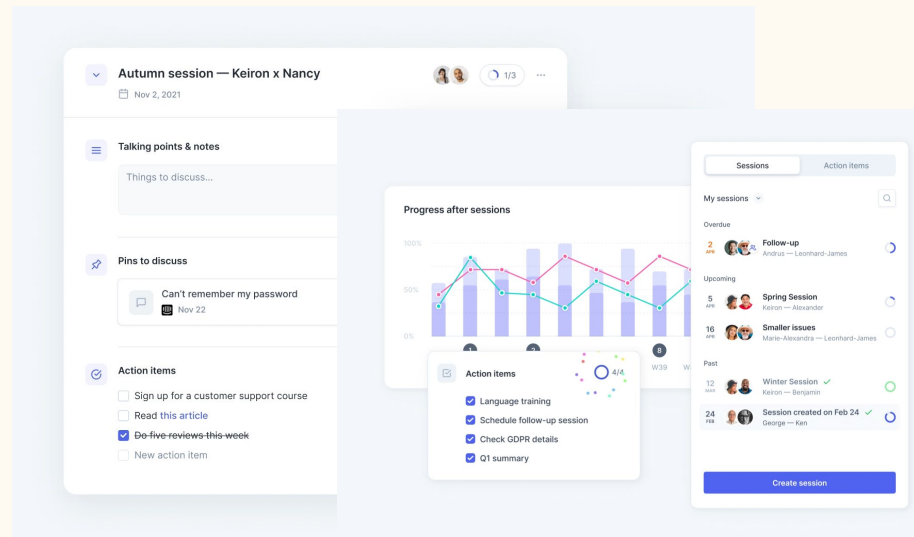 Autumn session — Keiron x Nancy
1/3
Nov 2, 2021
Talking points & notes
Things to discuss...
Pins to discuss
Can't remember my password
Nov 22
Action items
Sign up for a customer support course
Read this article
Do five reviews this week
New action item
Progress after sessions
100%
50%
0%
1
8
W39
W
Action items
4/4
Language training
Schedule follow-up session
Check GDPR details
Q1 summary
Sessions
Action items
My sessions
Overdue
2
APR
Follow-up
Andrus — Leonhard-James
Upcoming
5
APR
Spring Session
Keiron — Alexander
16
APR
Smaller issues
Marie-Alexandra — Leonhard-James
Past
12
MAR
Winter Session
Keiron — Benjamin
24
FEB
Session created on Feb 24
George — Ken
Create session